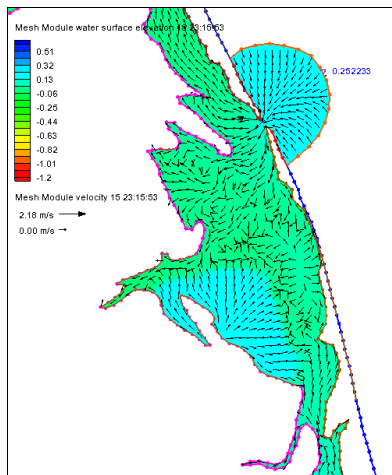 Mesh Module water surface elevation 15 23:15:53
0.51
0.32
0.13
-0.06
-0.25
-0.44
-0.63
-0.82
-1.01
-1.2
Mesh Module velocity 15 23:15:53
2.18 m/s
0.00 m/s
0.252233